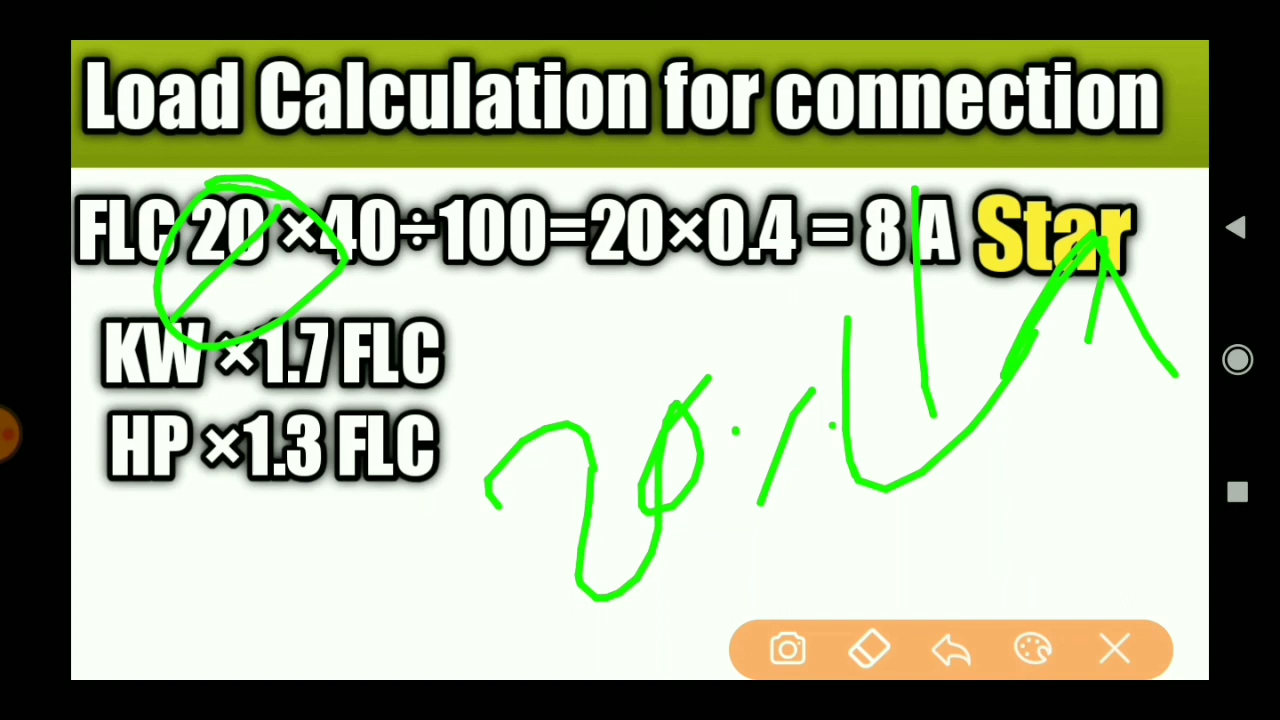 Load Calculation for connection
FLC 20 ×40÷100=20×0.4 = 8 A Star
KW ×1.7 FLC
HP ×1.3 FLC
20%